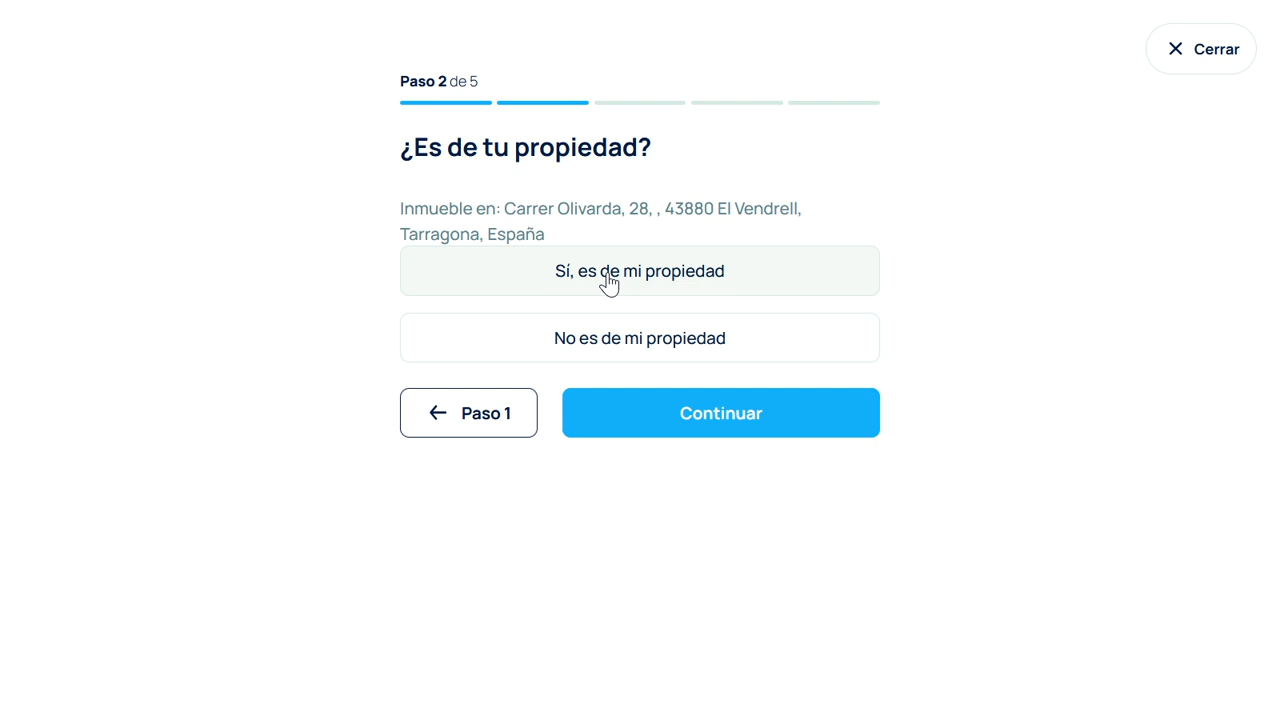 Cerrar
Paso 2 de 5
¿Es de tu propiedad?
Inmueble en: Carrer Olivarda, 28, , 43880 El Vendrell,
Tarragona, España
Sí, es de mi propiedad
No es de mi propiedad
Paso 1
Continuar